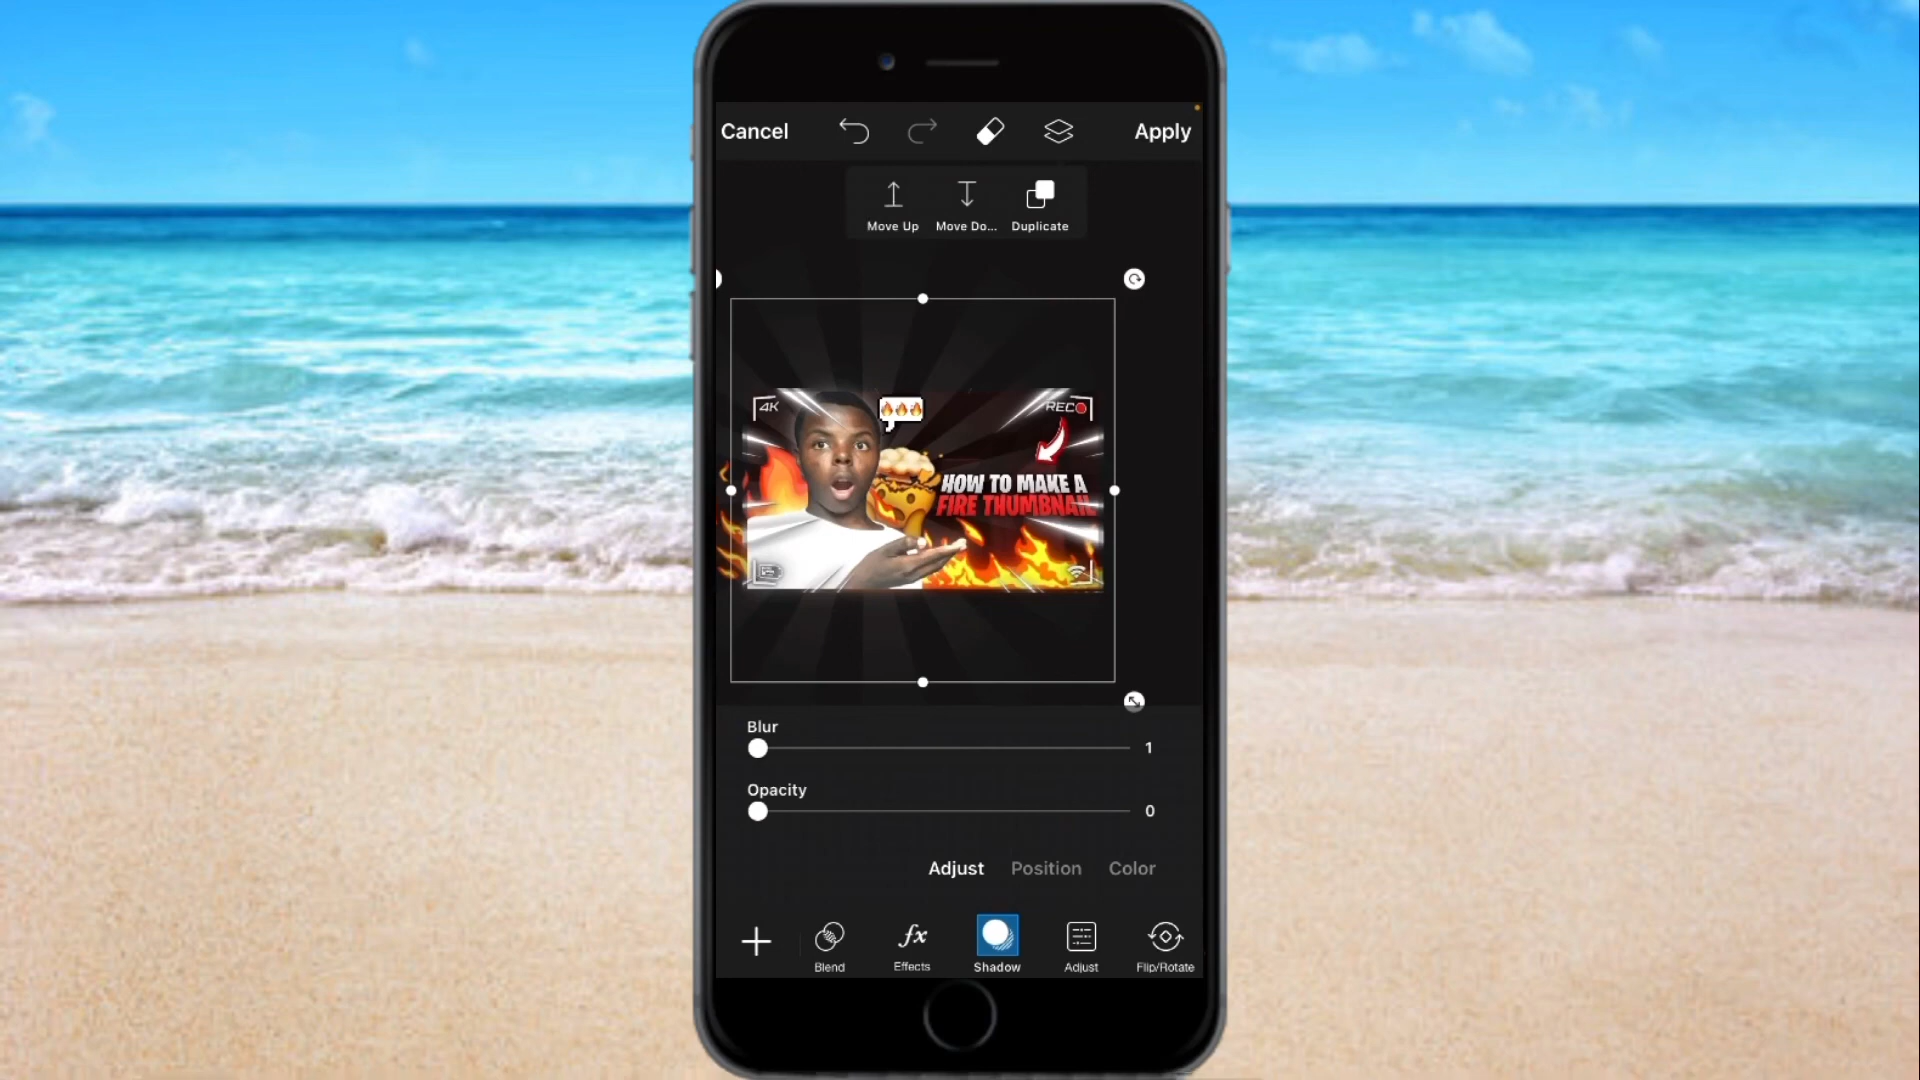 Cancel
Apply
Move Up
Move Do...
Duplicate
4K
REC
HOW TO MAKE A
FIRE THUMBNAIL
Blur
1
Opacity
0
Adjust
Position
Color
fx
Blend
Effects
Shadow
Adjust
Flip/Rotate